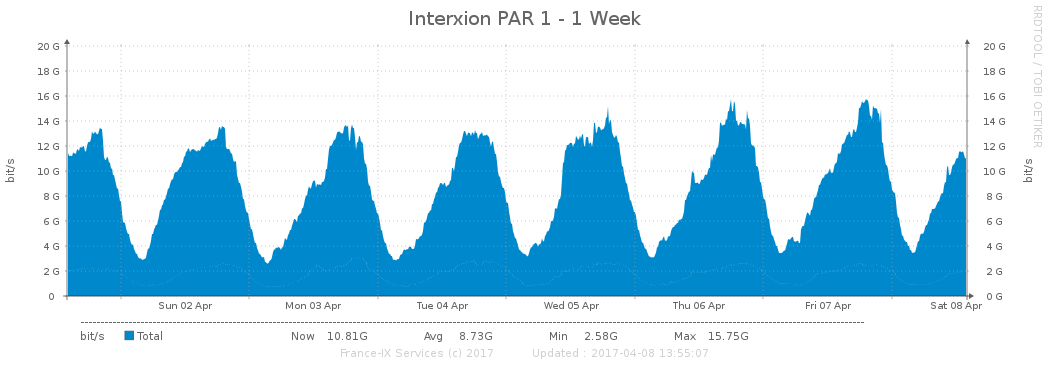 Interxion PAR 1 - 1 Week
RRDTOOL / TOBI OETIKER
20 G 20 G
18 G 18 G
16 G 16 G
14 G 14 G
12 G 12 G
10 G 10 G
8 G 8 G
6 G 6 G
4 G 4 G
2 G 2 G
0 0 G
bit/s
bit/s
Sun 02 Apr Mon 03 Apr Tue 04 Apr Wed 05 Apr Thu 06 Apr Fri 07 Apr Sat 08 Apr
bit/s Total Now 10.81G Avg 8.73G Min 2.58G Max 15.75G
France-IX Services (c) 2017 Updated : 2017-04-08 13:55:07